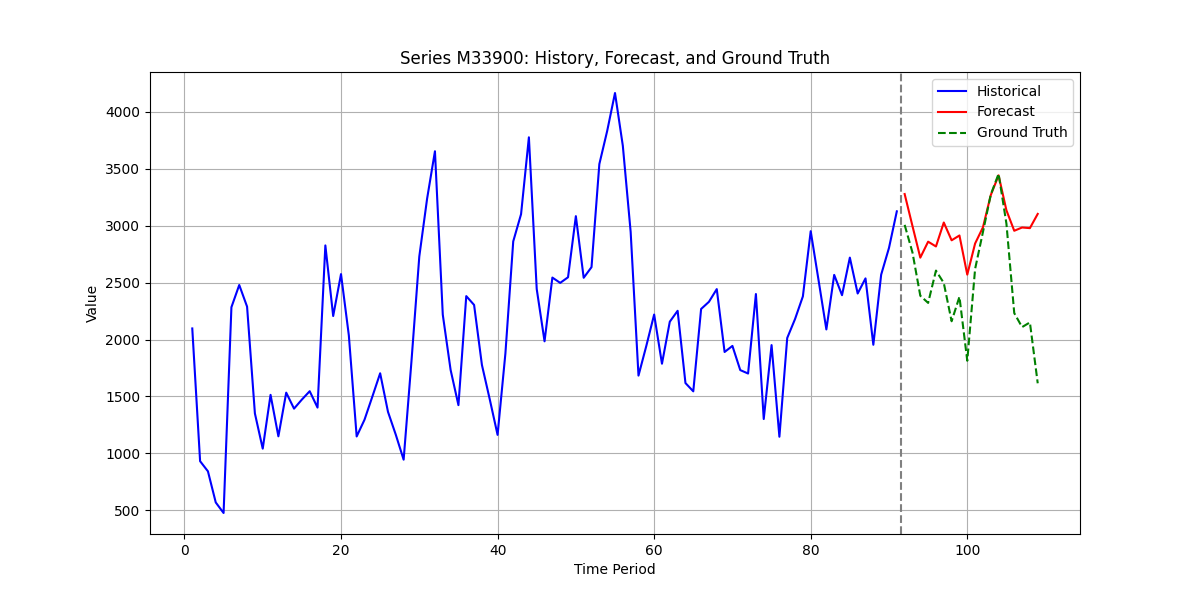 Series M33900: History, Forecast, and Ground Truth
Historical
Forecast
Ground Truth
4000
3500
3000
2500
2000
1500
1000
500
Value
0 20 40 60 80 100
Time Period